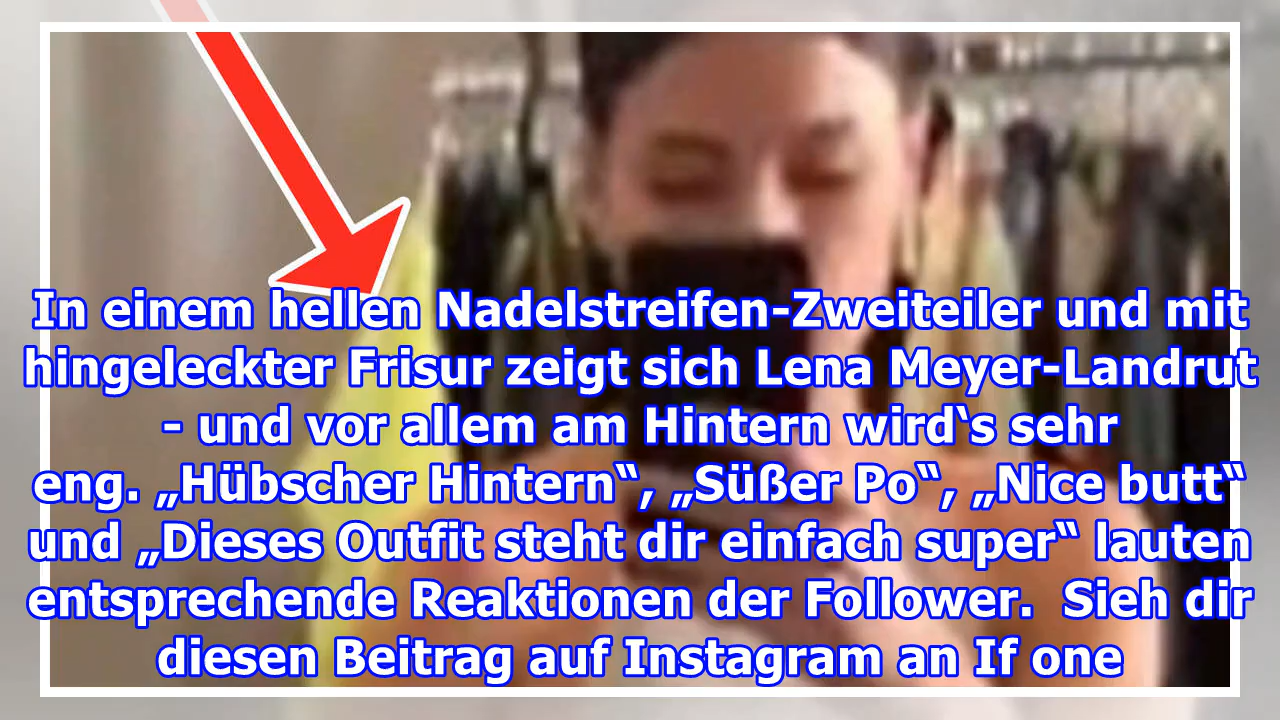 In einem hellen Nadelstreifen-Zweiteiler und mit
hingeleckter Frisur zeigt sich Lena Meyer-Landrut
- und vor allem am Hintern wird‘s sehr
eng. „Hübscher Hintern“, „Süßer Po“, „Nice butt“
und „Dieses Outfit steht dir einfach super“ lauten
entsprechende Reaktionen der Follower.  Sieh dir
diesen Beitrag auf Instagram an If one